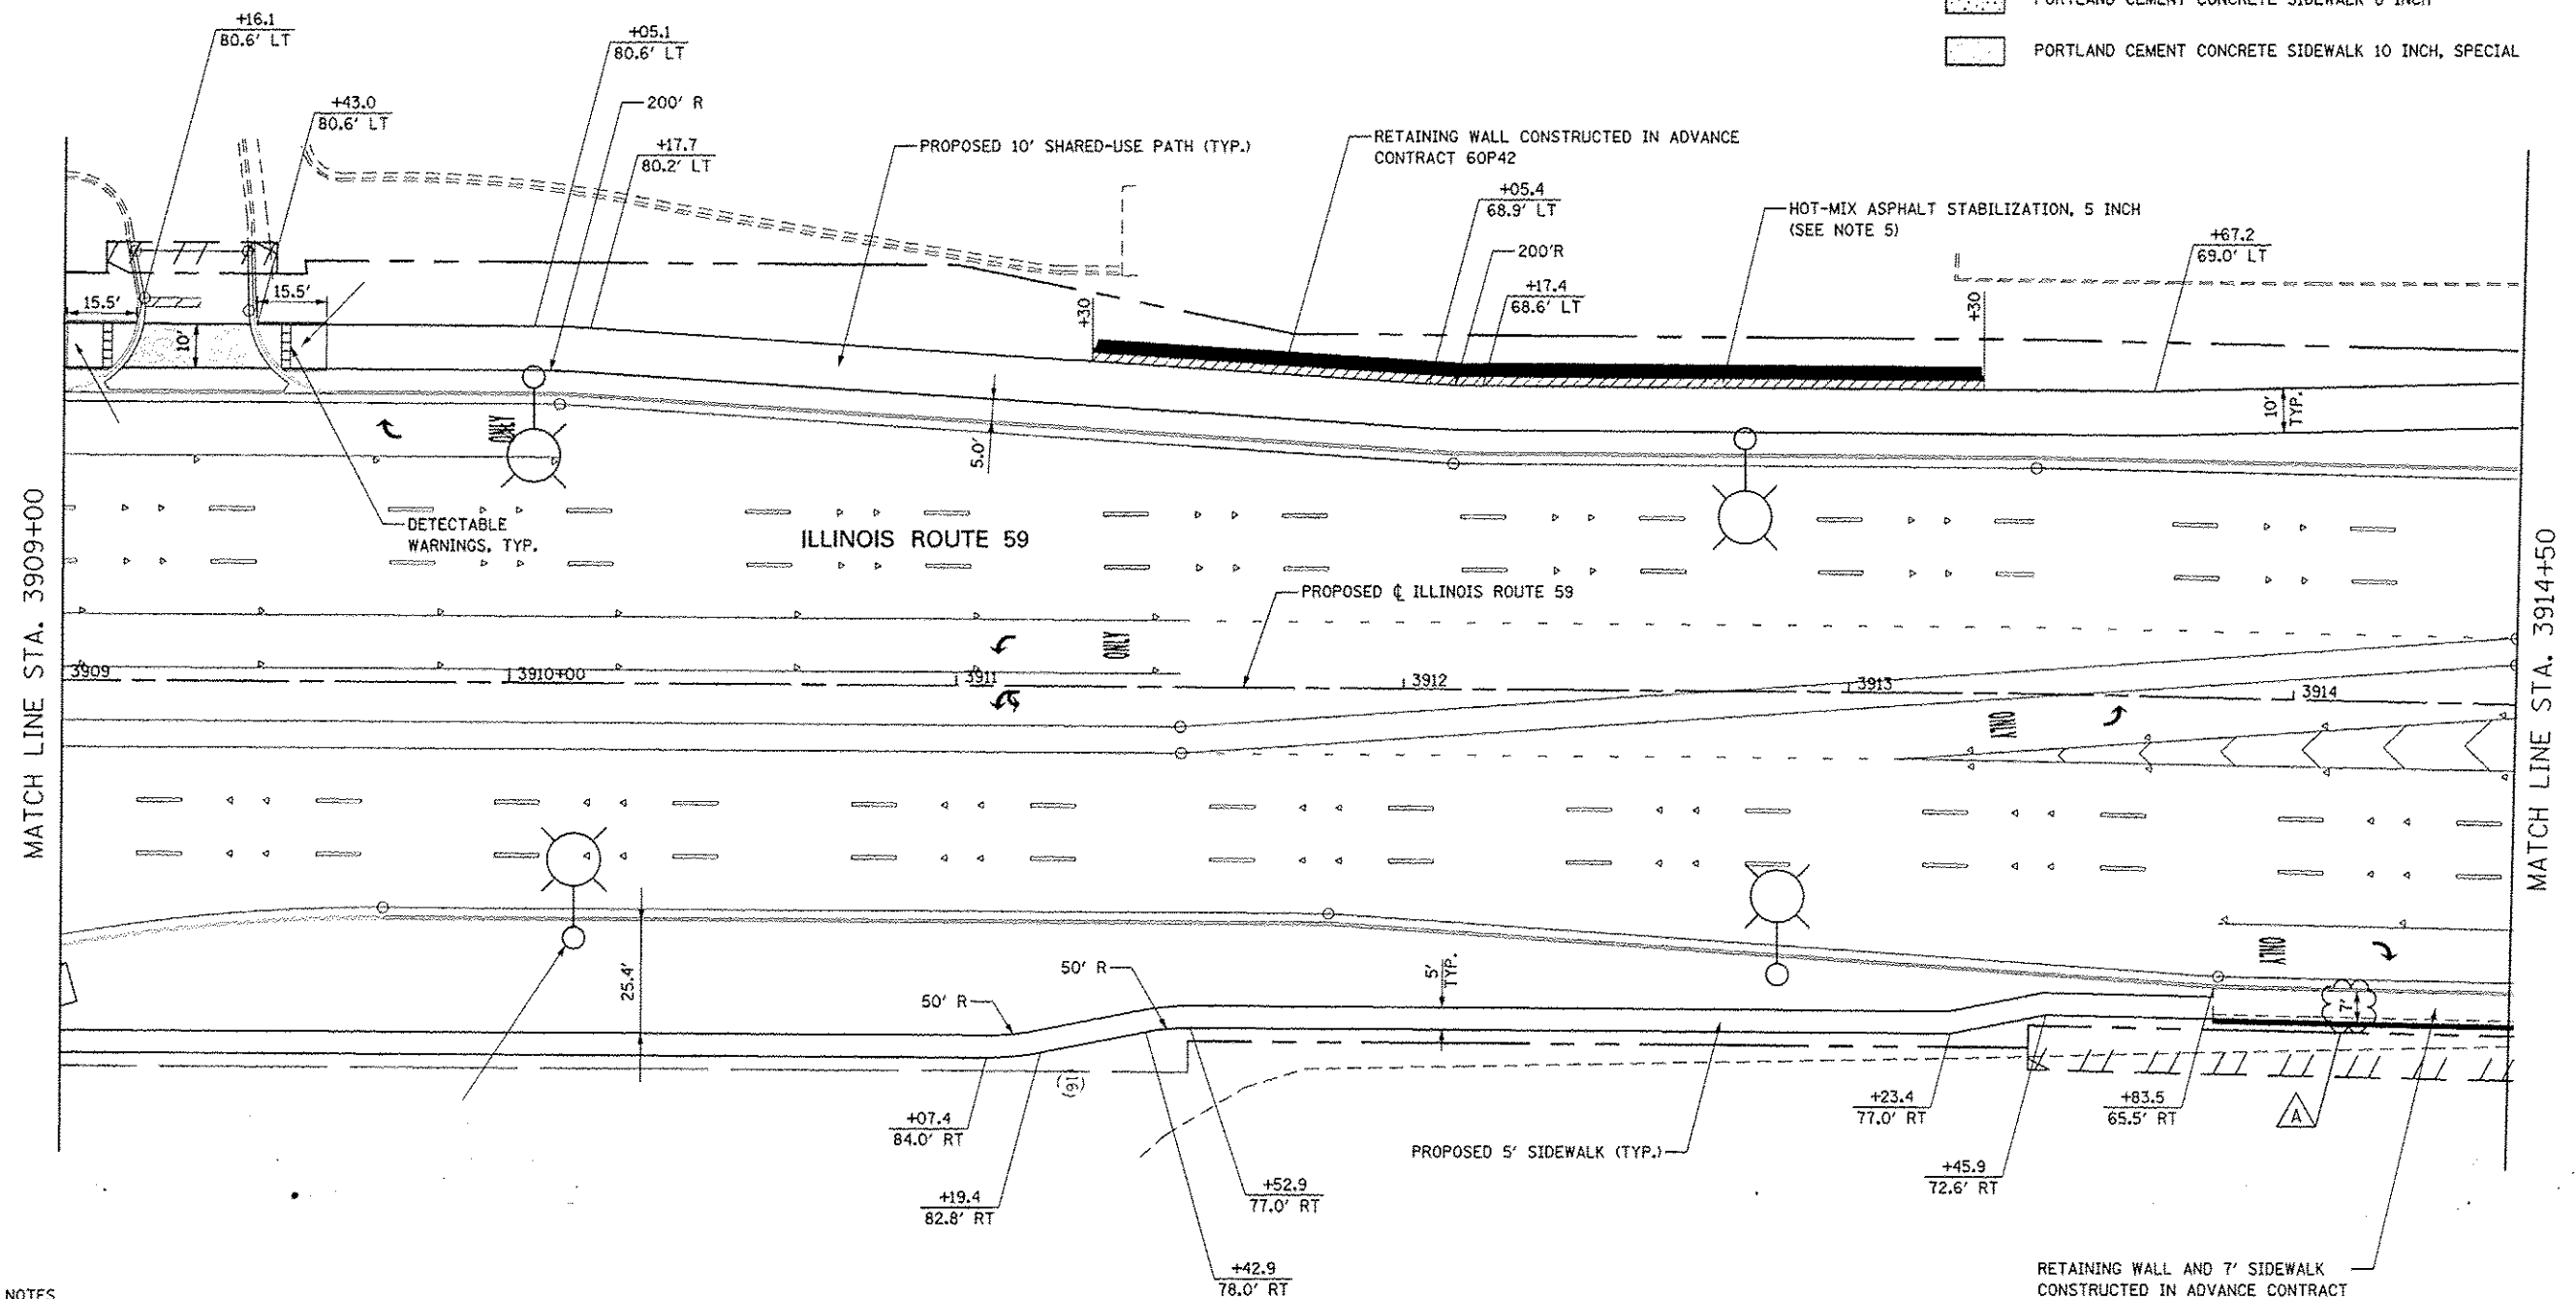 PORTLAND CEMENT CONCRETE SIDEWALK 10 INCH, SPECIAL
+16.1
80.6' LT
+05.1
80.6' LT
+43.0
80.6' LT
200' R
+17.7
80.2' LT
PROPOSED 10' SHARED-USE PATH (TYP.)
RETAINING WALL CONSTRUCTED IN ADVANCE
CONTRACT 60P42
+05.4
68.9' LT
HOT-MIX ASPHALT STABILIZATION, 5 INCH
(SEE NOTE 5)
+67.2
69.0' LT
200'R
+17.4
68.6' LT
+30
+30
15.5'
15.5'
10'
10'
TYP.
ONLY
5.0'
DETECTABLE
WARNINGS, TYP.
ILLINOIS ROUTE 59
PROPOSED ℄ ILLINOIS ROUTE 59
MATCH LINE STA. 3909+00
MATCH LINE STA. 3914+50
ONLY
3909
3910+00
3911
3912
3913
3914
ONLY
ONLY
25.4'
50' R
50' R
5'
TYP.
7'
(16)
+07.4
84.0' RT
+23.4
77.0' RT
+83.5
65.5' RT
A
PROPOSED 5' SIDEWALK (TYP.)
+19.4
82.8' RT
+52.9
77.0' RT
+45.9
72.6' RT
+42.9
78.0' RT
RETAINING WALL AND 7' SIDEWALK
CONSTRUCTED IN ADVANCE CONTRACT
NOTES